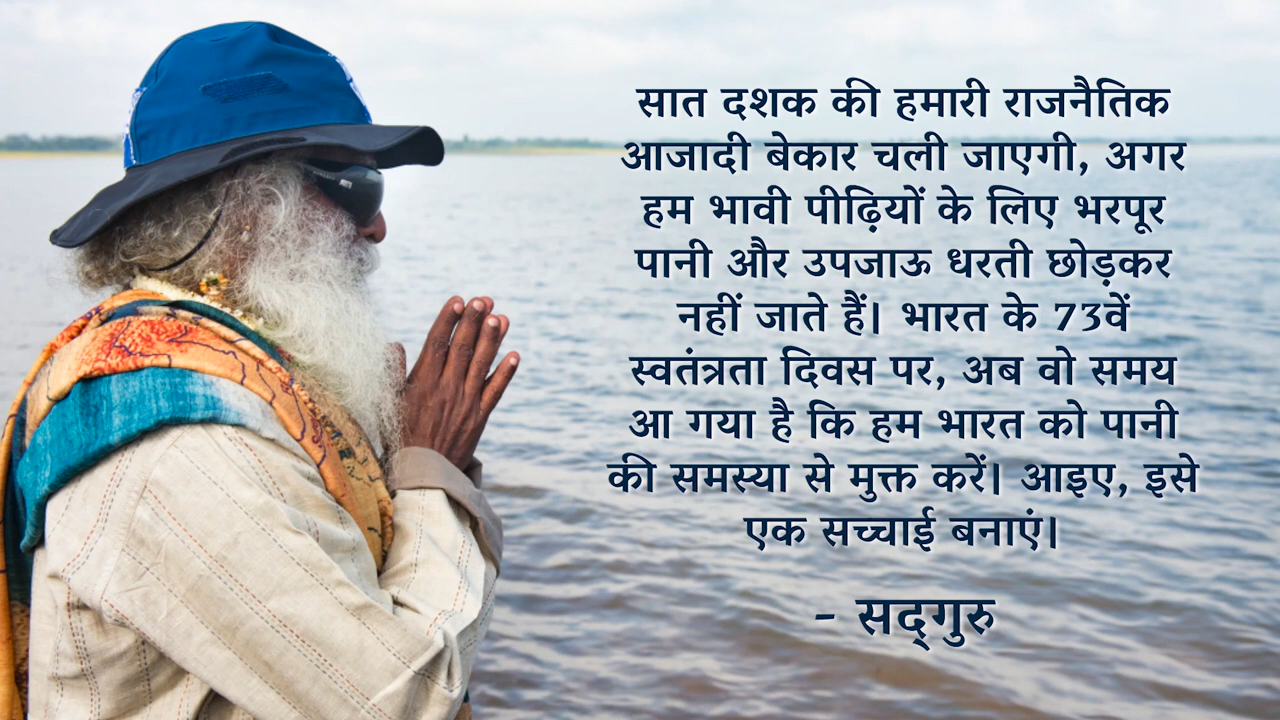 सात दशक की हमारी राजनैतिक
आजादी बेकार चली जाएगी, अगर
हम भावी पीढ़ियों के लिए भरपूर
पानी और उपजाऊ धरती छोड़कर
नहीं जाते हैं। भारत के 73वें
स्वतंत्रता दिवस पर, अब वो समय
आ गया है कि हम भारत को पानी
की समस्या से मुक्त करें। आइए, इसे
एक सच्चाई बनाएं।
- सद्‌गुरु